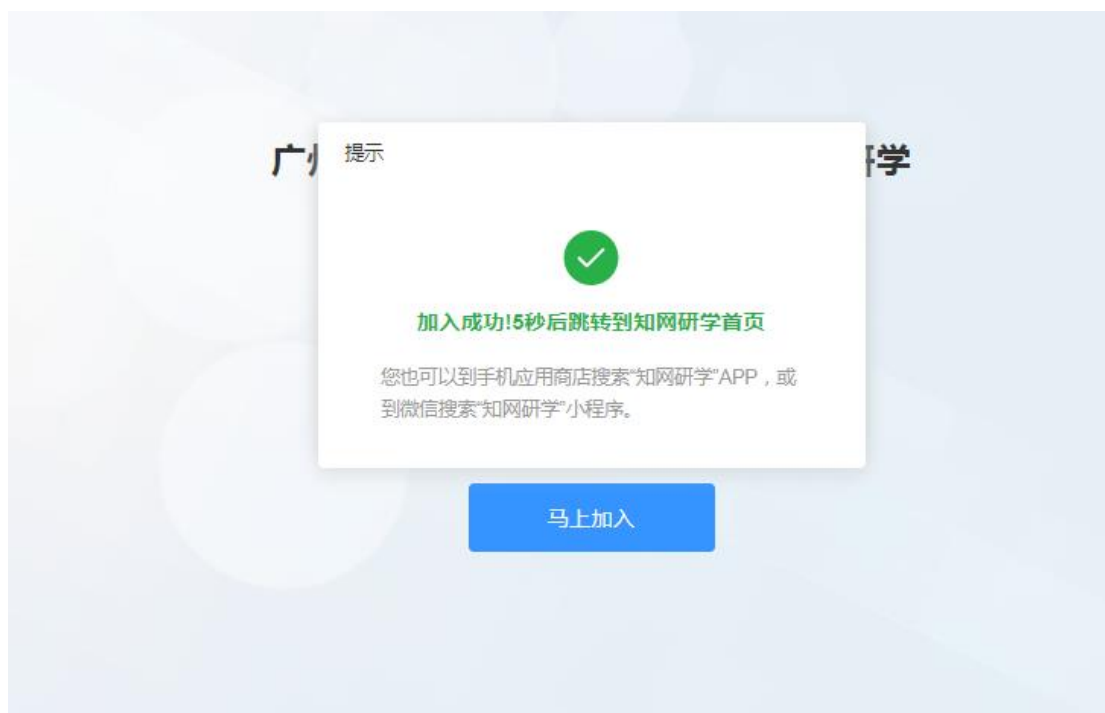 提示
广
学
加入成功!5秒后跳转到知网研学首页
您也可以到手机应用商店搜索“知网研学”APP，或
到微信搜索“知网研学”小程序。
马上加入